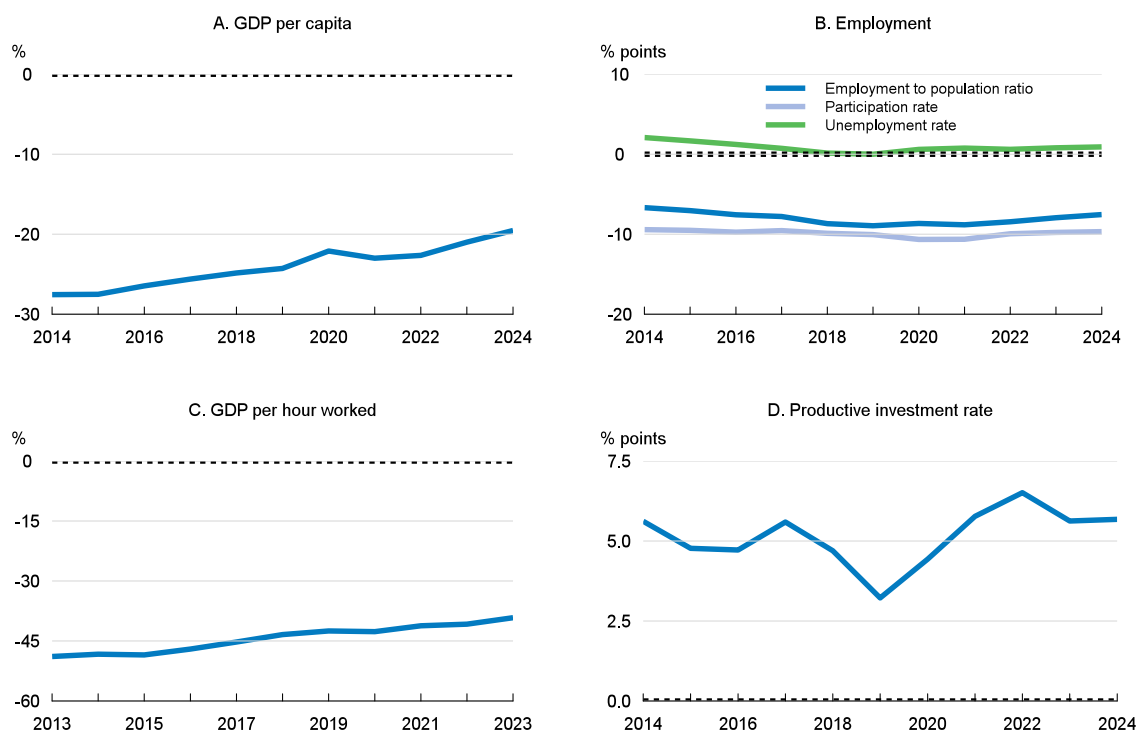 A. GDP per capita
%
0
-10
-20
-30
2014 2016 2018 2020 2022 2024
B. Employment
% points
10
Employment to population ratio
Participation rate
Unemployment rate
0
-10
-20
2014 2016 2018 2020 2022 2024
C. GDP per hour worked
%
0
-15
-30
-45
-60
2013 2015 2017 2019 2021 2023
D. Productive investment rate
% points
7.5
5.0
2.5
0.0
2014 2016 2018 2020 2022 2024